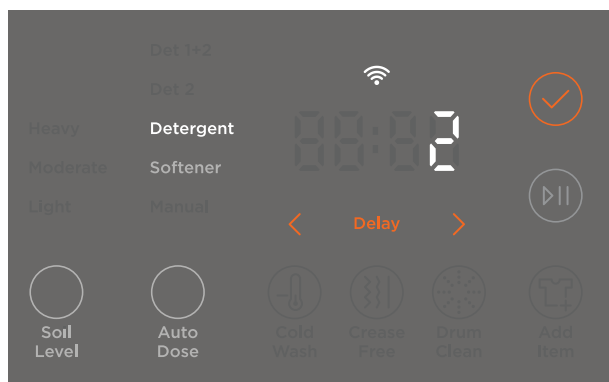 Det 1+2
Det 2
Heavy
Detergent
Moderate
Softener
Light
Manual
2
Delay
Soil
Level
Auto
Dose
Cold
Wash
Crease
Free
Drum
Clean
Add
Item